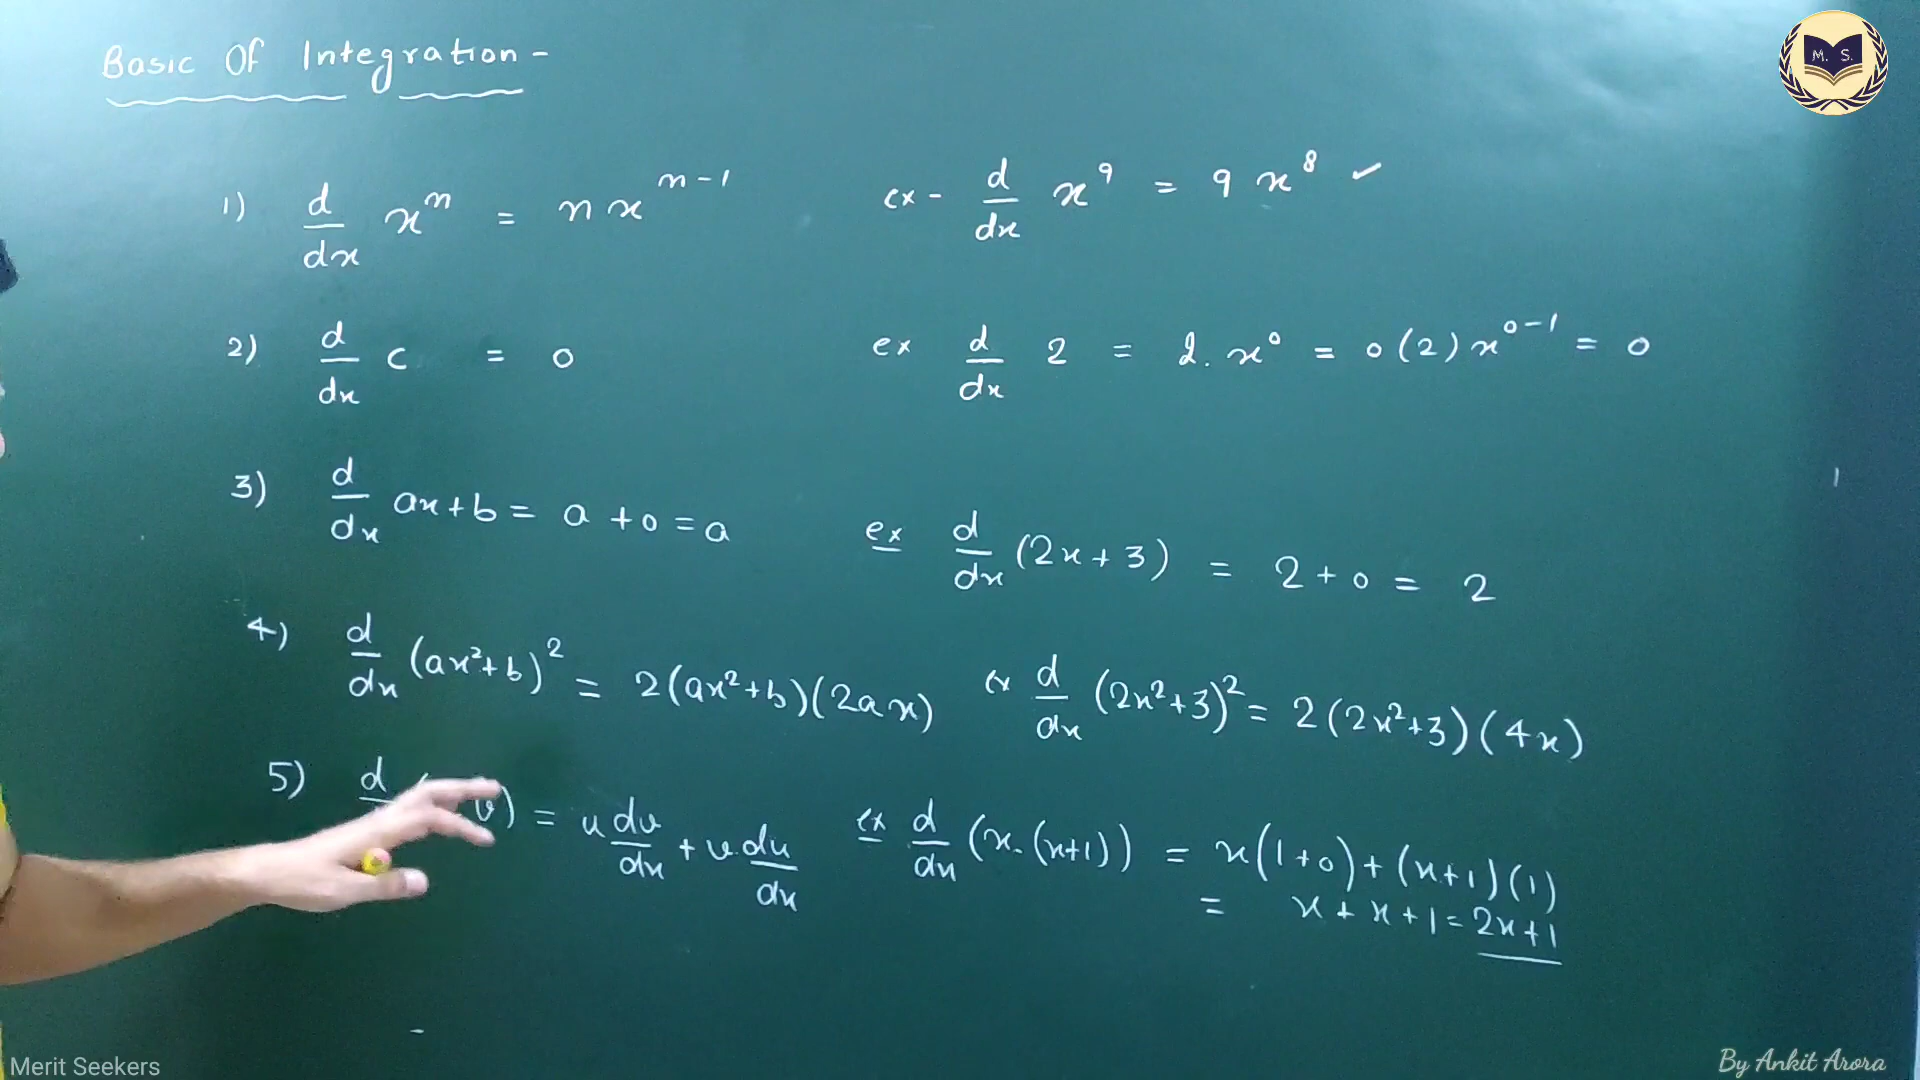 Basic Of Integration -
M. S.
1) d/dx x^n = n x^{n-1} ex - d/dx x^9 = 9 x^8 ✓
2) d/dx c = 0 ex d/dx 2 = 2. x^0 = 0(2)x^{0-1} = 0
3) d/dx ax+b = a + 0 = a ex d/dx (2x+3) = 2+0 = 2
4) d/dx (ax²+b)² = 2(ax²+b)(2ax) ex d/dx (2x²+3)² = 2(2x²+3)(4x)
5) d v) = u dv/dx + v. du/dx ex d/dx (x.(x+1)) = x(1+0)+(x+1)(1)
= x+x+1 = 2x+1
Merit Seekers
By Ankit Arora